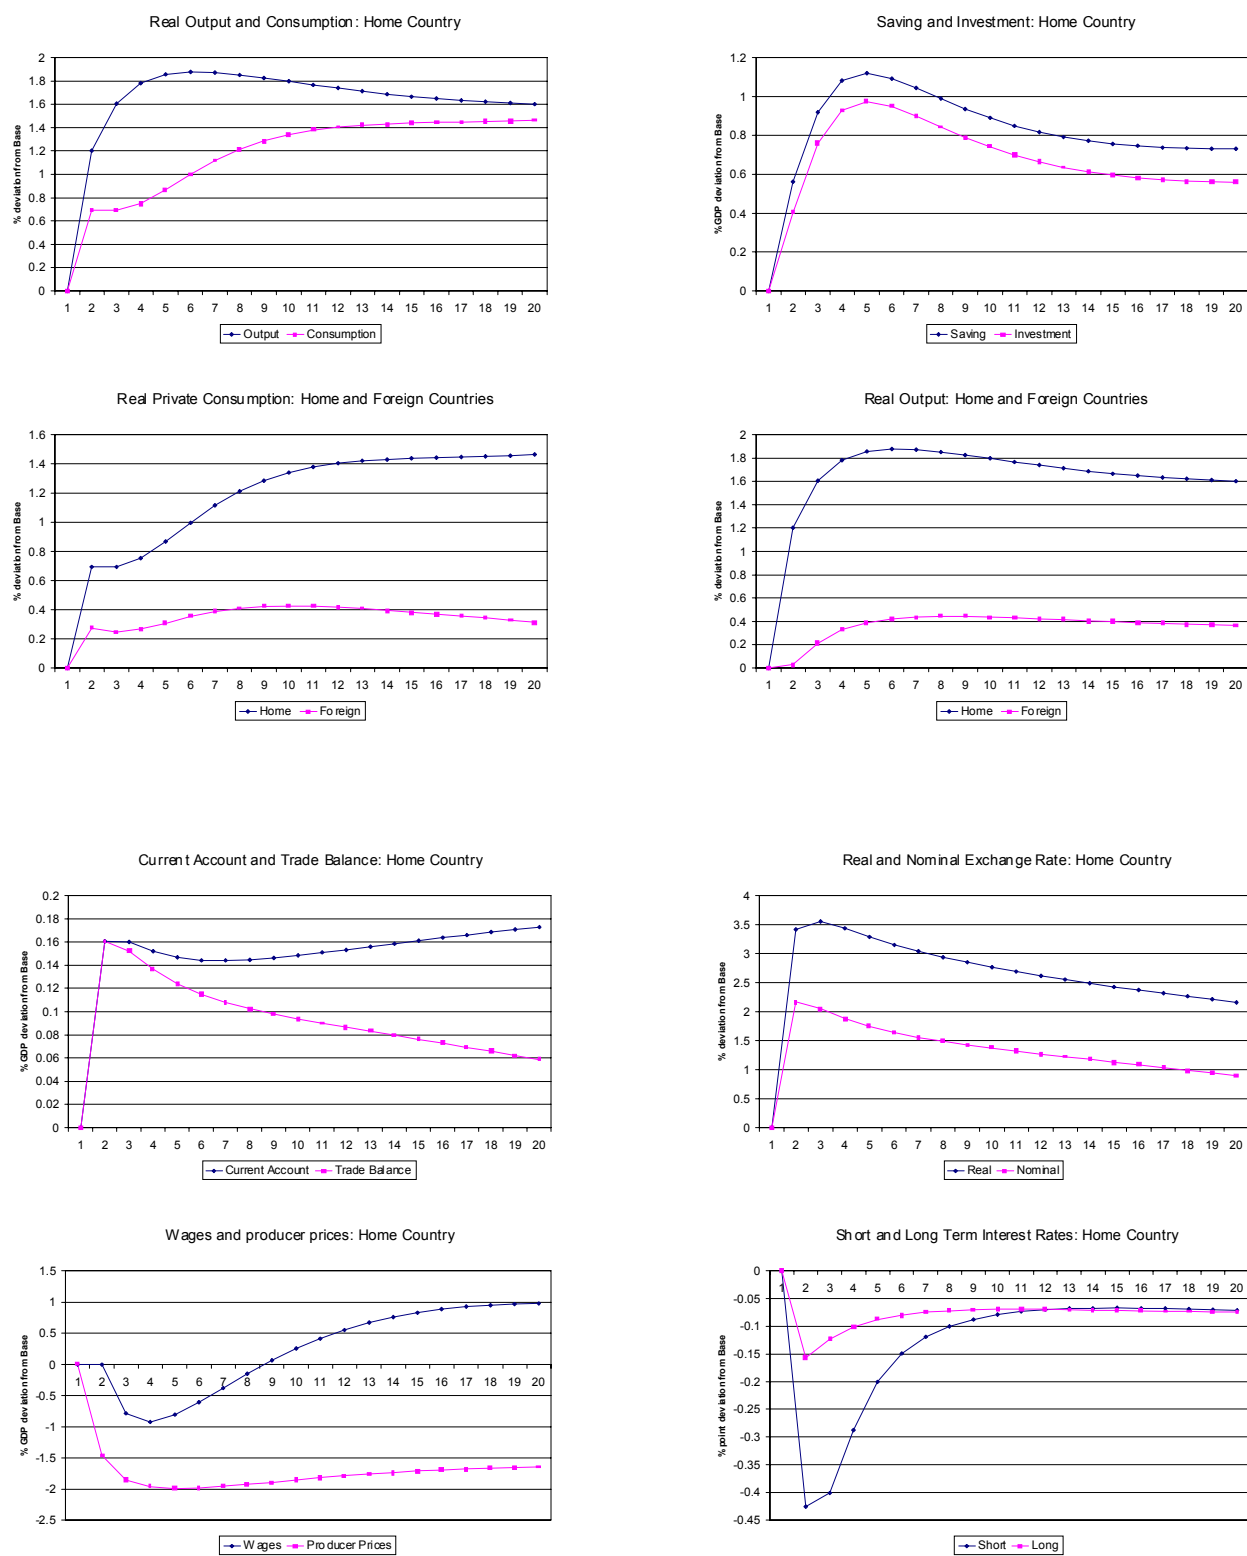 Real Output and Consumption: Home Country
% deviation from Base
2
1.8
1.6
1.4
1.2
1
0.8
0.6
0.4
0.2
0
1 2 3 4 5 6 7 8 9 10 11 12 13 14 15 16 17 18 19 20
Output Consumption
Saving and Investment: Home Country
%GDP deviation from Base
1.2
1
0.8
0.6
0.4
0.2
0
1 2 3 4 5 6 7 8 9 10 11 12 13 14 15 16 17 18 19 20
Saving Investment
Real Private Consumption: Home and Foreign Countries
% deviation from Base
1.6
1.4
1.2
1
0.8
0.6
0.4
0.2
0
1 2 3 4 5 6 7 8 9 10 11 12 13 14 15 16 17 18 19 20
Home Foreign
Real Output: Home and Foreign Countries
% deviation from Base
2
1.8
1.6
1.4
1.2
1
0.8
0.6
0.4
0.2
0
1 2 3 4 5 6 7 8 9 10 11 12 13 14 15 16 17 18 19 20
Home Foreign
Current Account and Trade Balance: Home Country
%GDP deviation from Base
0.2
0.18
0.16
0.14
0.12
0.1
0.08
0.06
0.04
0.02
0
1 2 3 4 5 6 7 8 9 10 11 12 13 14 15 16 17 18 19 20
Current Account Trade Balance
Real and Nominal Exchange Rate: Home Country
% deviation from Base
4
3.5
3
2.5
2
1.5
1
0.5
0
1 2 3 4 5 6 7 8 9 10 11 12 13 14 15 16 17 18 19 20
Real Nominal
Wages and producer prices: Home Country
% GDP deviation from Base
1.5
1
0.5
0
-0.5
-1
-1.5
-2
-2.5
1 2 3 4 5 6 7 8 9 10 11 12 13 14 15 16 17 18 19 20
Wages Producer Prices
Short and Long Term Interest Rates: Home Country
%point deviation from Base
0
-0.05
-0.1
-0.15
-0.2
-0.25
-0.3
-0.35
-0.4
-0.45
1 2 3 4 5 6 7 8 9 10 11 12 13 14 15 16 17 18 19 20
Short Long